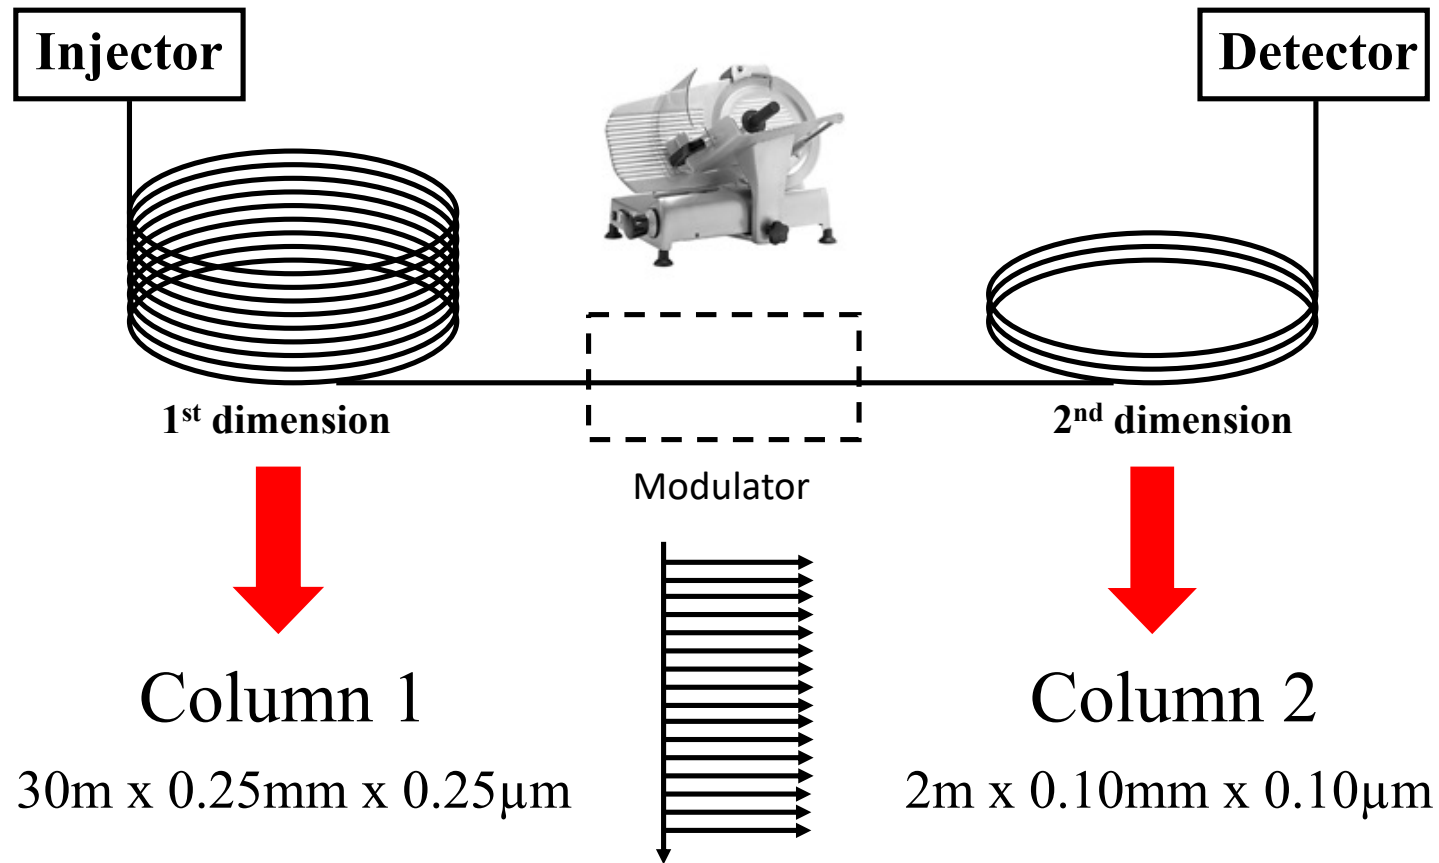 Injector
Detector
1st dimension
2nd dimension
Modulator
Column 1
Column 2
30m x 0.25mm x 0.25µm
2m x 0.10mm x 0.10µm